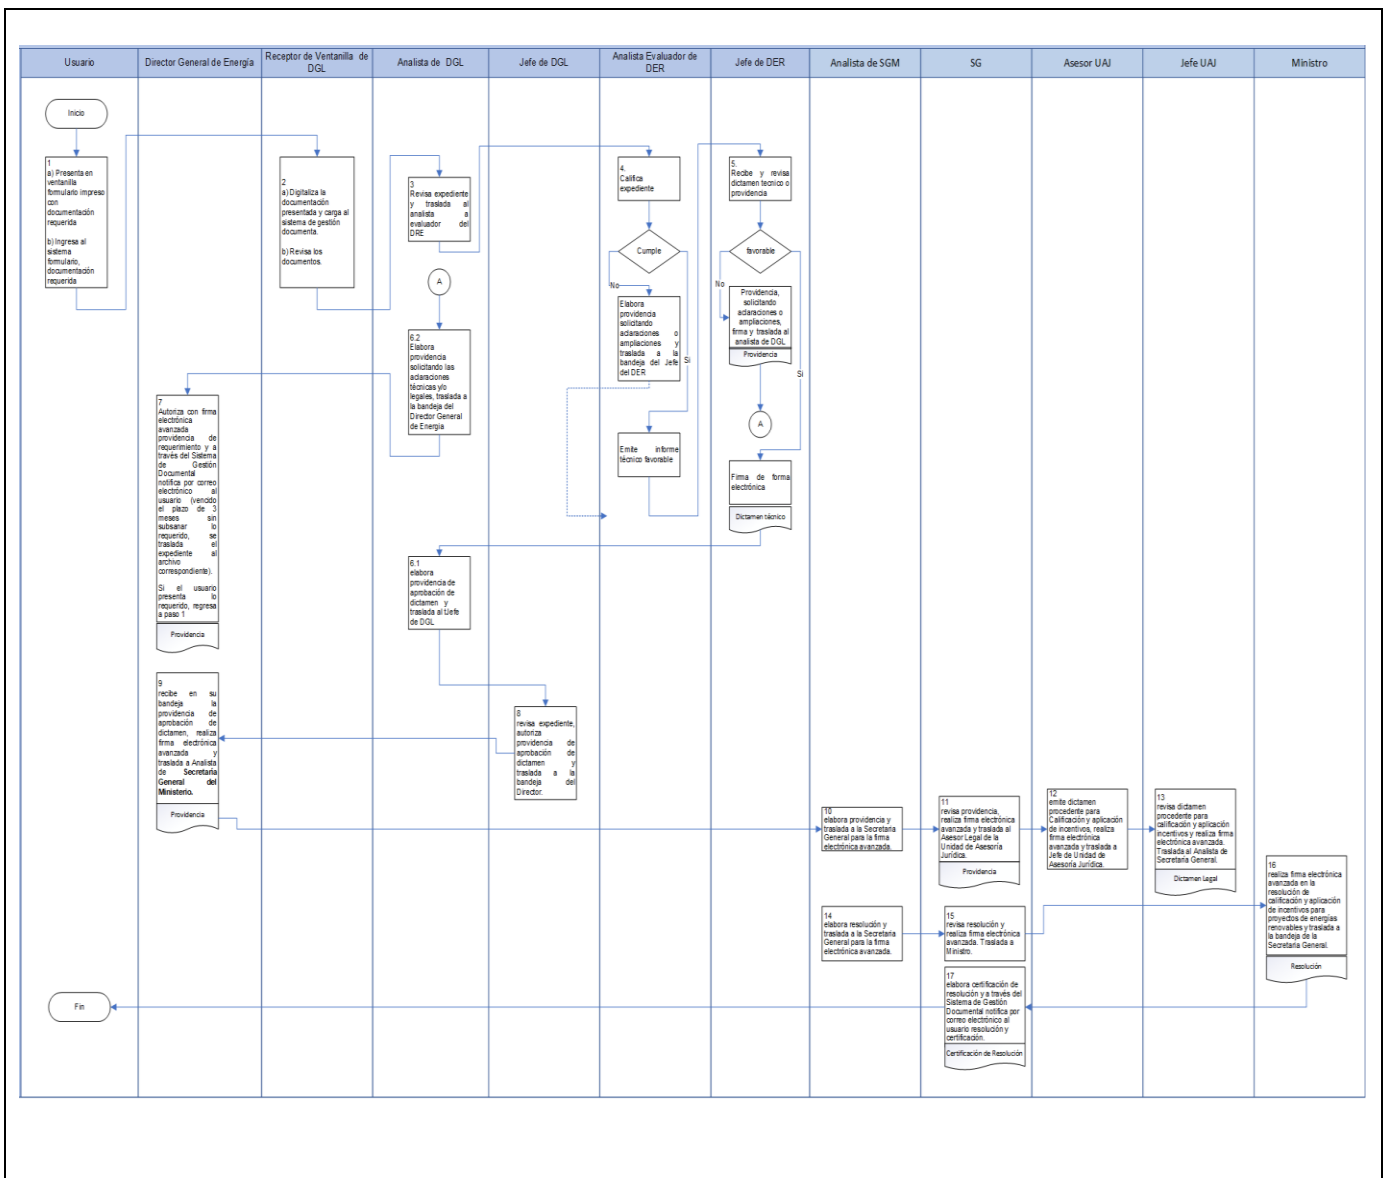 Usuario
Director General de Energía
Receptor de Ventanilla de
DGL
Analista de DGL
Jefe de DGL
Analista Evaluador de
DER
Jefe de DER
Analista de SGM
SG
Asesor UAJ
Jefe UAJ
Ministro
Inicio
1
a) Presenta en
ventanilla
formulario impreso
con
documentación
requerida
b) Ingresa al
sistema
formulario,
documentación
requerida
2
a) Digitaliza la
documentación
presentada y carga al
sistema de gestión
documenta.
b) Revisa los
documentos.
3
Revisa expediente
y traslada al
analista a
evaluador del
DRE
4.
Califica
expediente
Cumple
No
Si
Elabora
providencia
solicitando
aclaraciones o
ampliaciones y
traslada a la
bandeja del Jefe
del DER
Emite informe
técnico favorable
5.
Recibe y revisa
dictamen tecnico o
providencia
favorable
No
Si
Providencia,
solicitando
aclaraciones o
ampliaciones,
firma y traslada al
analista de DGL
Providencia
A
Firma de forma
electrónica
Dictamen técnico
A
6.2
Elabora
providencia
solicitando las
aclaraciones
técnicas y/o
legales, traslada a
la bandeja del
Director General
de Energia
6.1
elabora
providencia de
aprobación de
dictamen y
traslada al tJefe
de DGL
7
Autoriza con firma
electrónica
avanzada
providencia de
requerimiento y a
través del Sistema
de Gestión
Documental
notifica por correo
electrónico al
usuario (vencido
el plazo de 3
meses sin
subsanar lo
requerido, se
traslada el
expediente al
archivo
correspondiente).
Si el usuario
presenta lo
requerido, regresa
a paso 1
Providencia
8
revisa expediente,
autoriza
providencia de
aprobación de
dictamen y
traslada a la
bandeja del
Director.
9
recibe en su
bandeja la
providencia de
aprobación de
dictamen, realiza
firma electrónica
avanzada y
traslada a Analista
de Secretaría
General del
Ministerio.
Providencia
10
elabora providencia y
traslada a la Secretaria
General para la firma
electrónica avanzada.
11
revisa providencia,
realiza firma electrónica
avanzada y traslada al
Asesor Legal de la
Unidad de Asesoría
Jurídica.
Providencia
12
emite dictamen
procedente para
Calificación y aplicación
de incentivos, realiza
firma electrónica
avanzada y traslada a
Jefe de Unidad de
Asesoría Jurídica.
13
revisa dictamen
procedente para
calificación y aplicación
incentivos y realiza firma
electrónica avanzada.
Traslada al Analista de
Secretaría General.
Dictamen Legal
14
elabora resolución y
traslada a la Secretaria
General para la firma
electrónica avanzada.
15
revisa resolución y
realiza firma electrónica
avanzada. Traslada a
Ministro.
16
realiza firma electrónica
avanzada en la
resolución de
calificación y aplicación
de incentivos para
proyectos de energías
renovables y traslada a
la bandeja de la
Secretaria General.
Resolución
17
elabora certificación de
resolución y a través del
Sistema de Gestión
Documental notifica por
correo electrónico al
usuario resolución y
certificación.
Certificación de Resolución
Fin